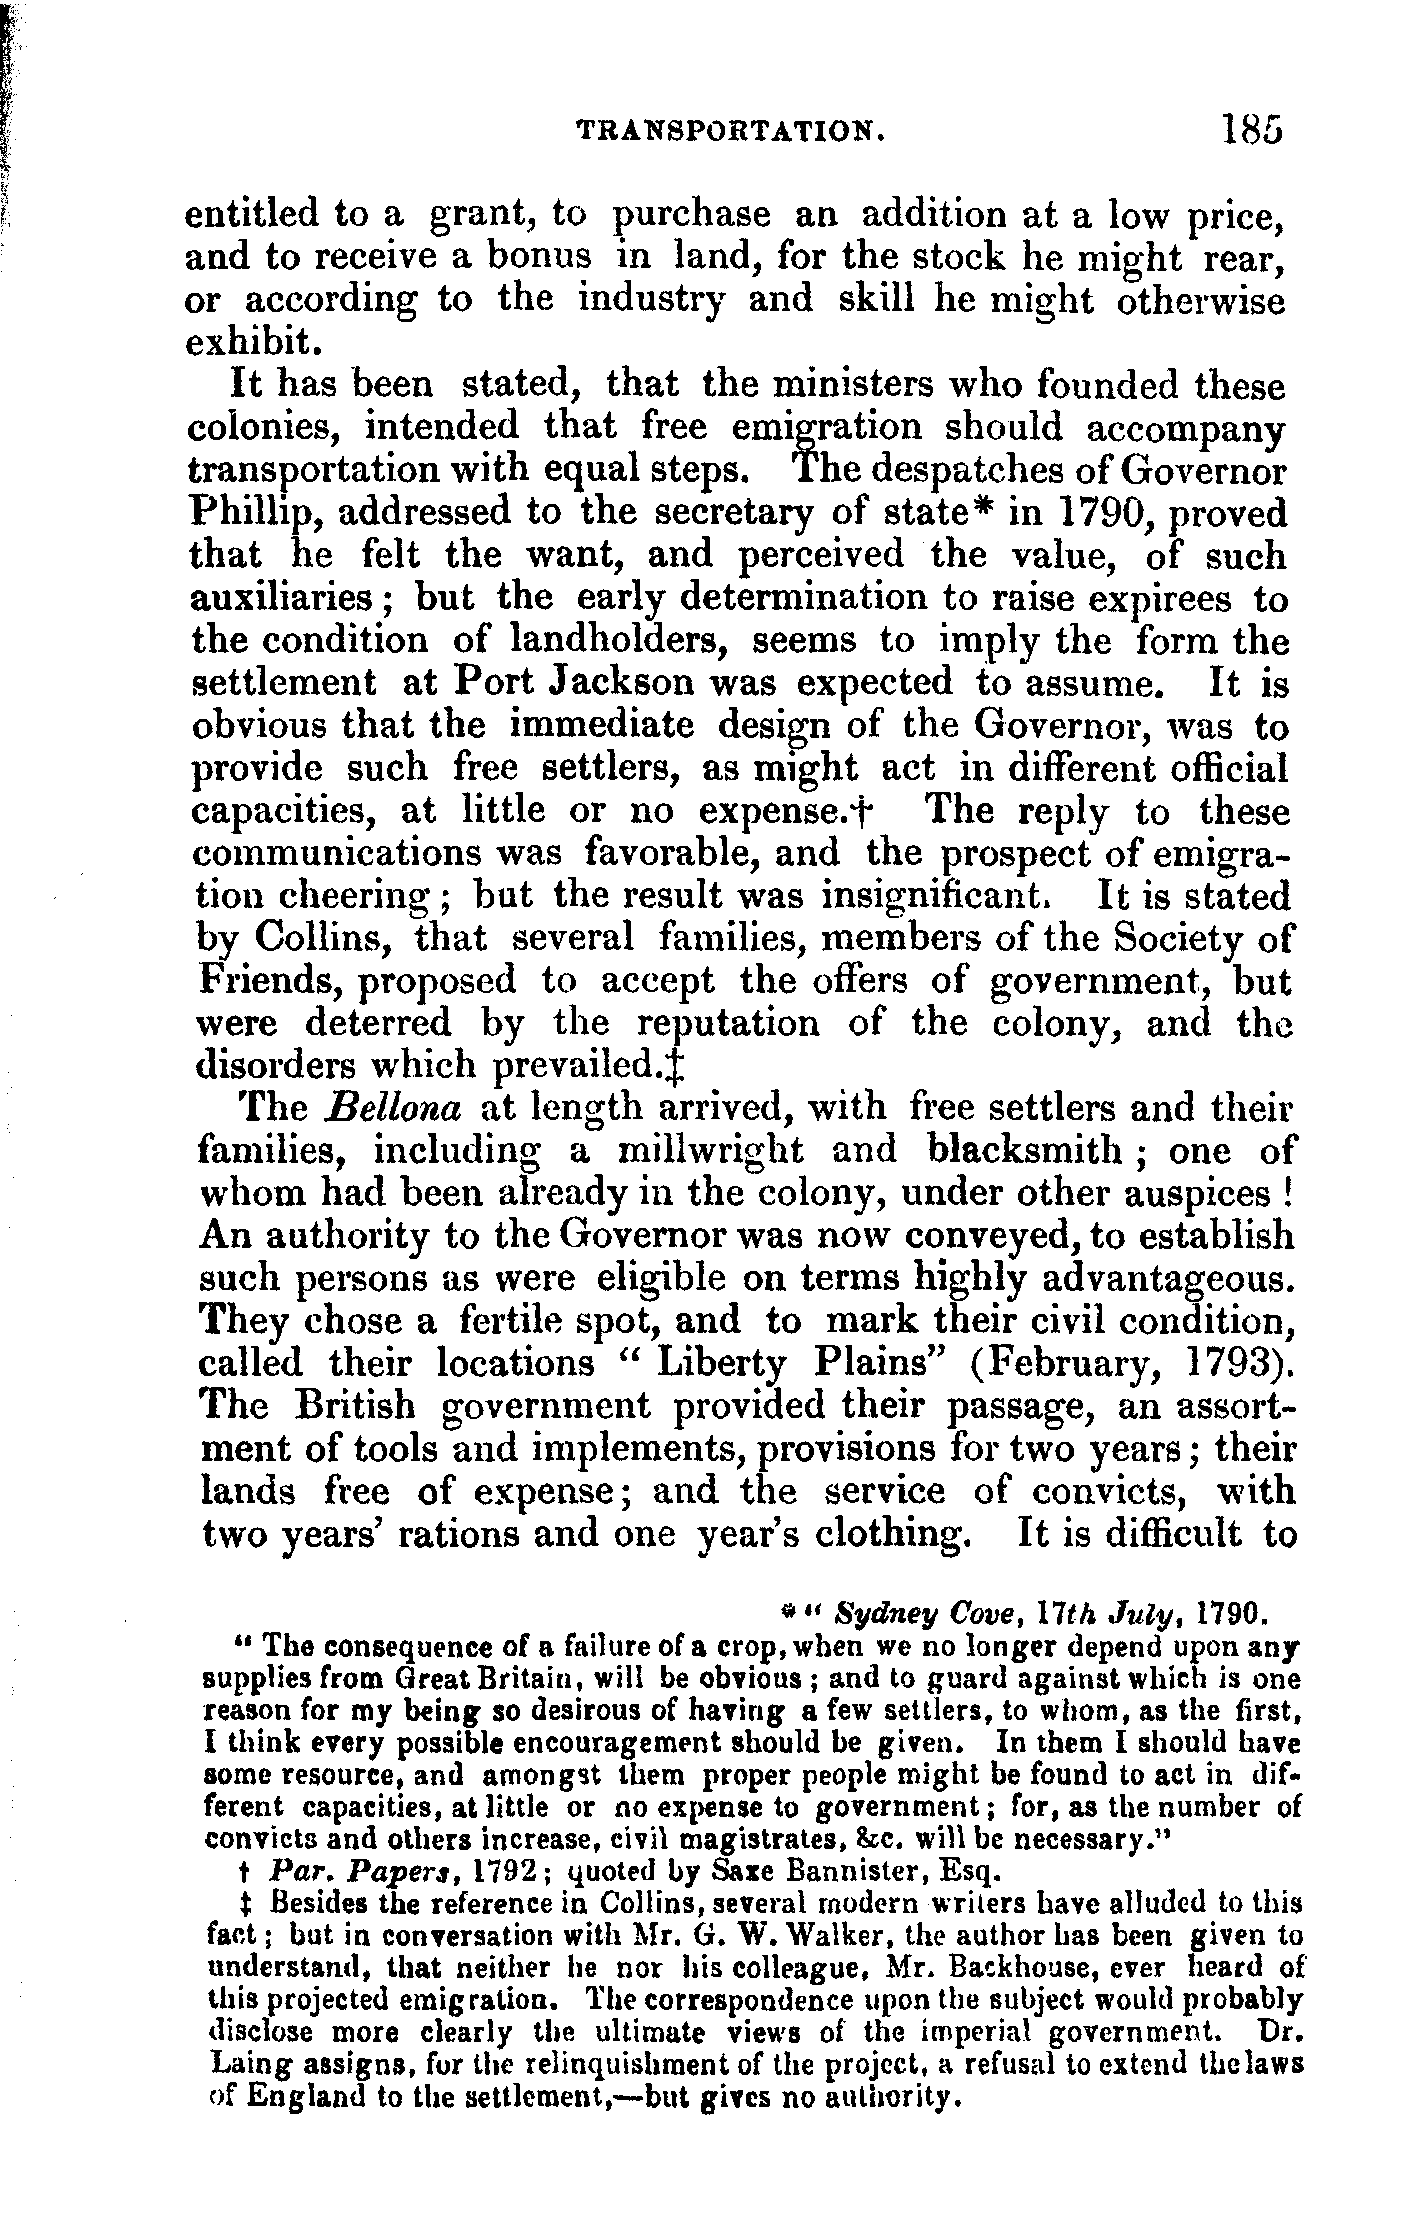 TRANSPORTATION. 185
entitled to a grant, to purchase an addition at a low price,
and to receive a bonus in land, for the stock he might rear,
or according to the industry and skill he might otherwise
exhibit.
It has been stated, that the ministers who founded these
colonies, intended that free emigration should accompany
transportation with equal steps. The despatches of Governor
Phillip, addressed to the secretary of state* in 1790, proved
that he felt the want, and perceived the value, of such
auxiliaries; but the early determination to raise expirees to
the condition of landholders, seems to imply the form the
settlement at Port Jackson was expected to assume. It is
obvious that the immediate design of the Governor, was to
provide such free settlers, as might act in different official
capacities, at little or no expense.† The reply to these
communications was favorable, and the prospect of emigra-
tion cheering; but the result was insignificant. It is stated
by Collins, that several families, members of the Society of
Friends, proposed to accept the offers of government, but
were deterred by the reputation of the colony, and the
disorders which prevailed.‡
The Bellona at length arrived, with free settlers and their
families, including a millwright and blacksmith; one of
whom had been already in the colony, under other auspices!
An authority to the Governor was now conveyed, to establish
such persons as were eligible on terms highly advantageous.
They chose a fertile spot, and to mark their civil condition,
called their locations "Liberty Plains" (February, 1793).
The British government provided their passage, an assort-
ment of tools and implements, provisions for two years; their
lands free of expense; and the service of convicts, with
two years' rations and one year's clothing. It is difficult to
* "Sydney Cove, 17th July, 1790.
"The consequence of a failure of a crop, when we no longer depend upon any
supplies from Great Britain, will be obvious; and to guard against which is one
reason for my being so desirous of having a few settlers, to whom, as the first,
I think every possible encouragement should be given. In them I should have
some resource, and amongst them proper people might be found to act in dif-
ferent capacities, at little or no expense to government; for, as the number of
convicts and others increase, civil magistrates, &c. will be necessary."
† Par. Papers, 1792; quoted by Saxe Bannister, Esq.
‡ Besides the reference in Collins, several modern writers have alluded to this
fact; but in conversation with Mr. G. W. Walker, the author has been given to
understand, that neither he nor his colleague, Mr. Backhouse, ever heard of
this projected emigration. The correspondence upon the subject would probably
disclose more clearly the ultimate views of the imperial government. Dr.
Laing assigns, for the relinquishment of the project, a refusal to extend the laws
of England to the settlement,—but gives no authority.